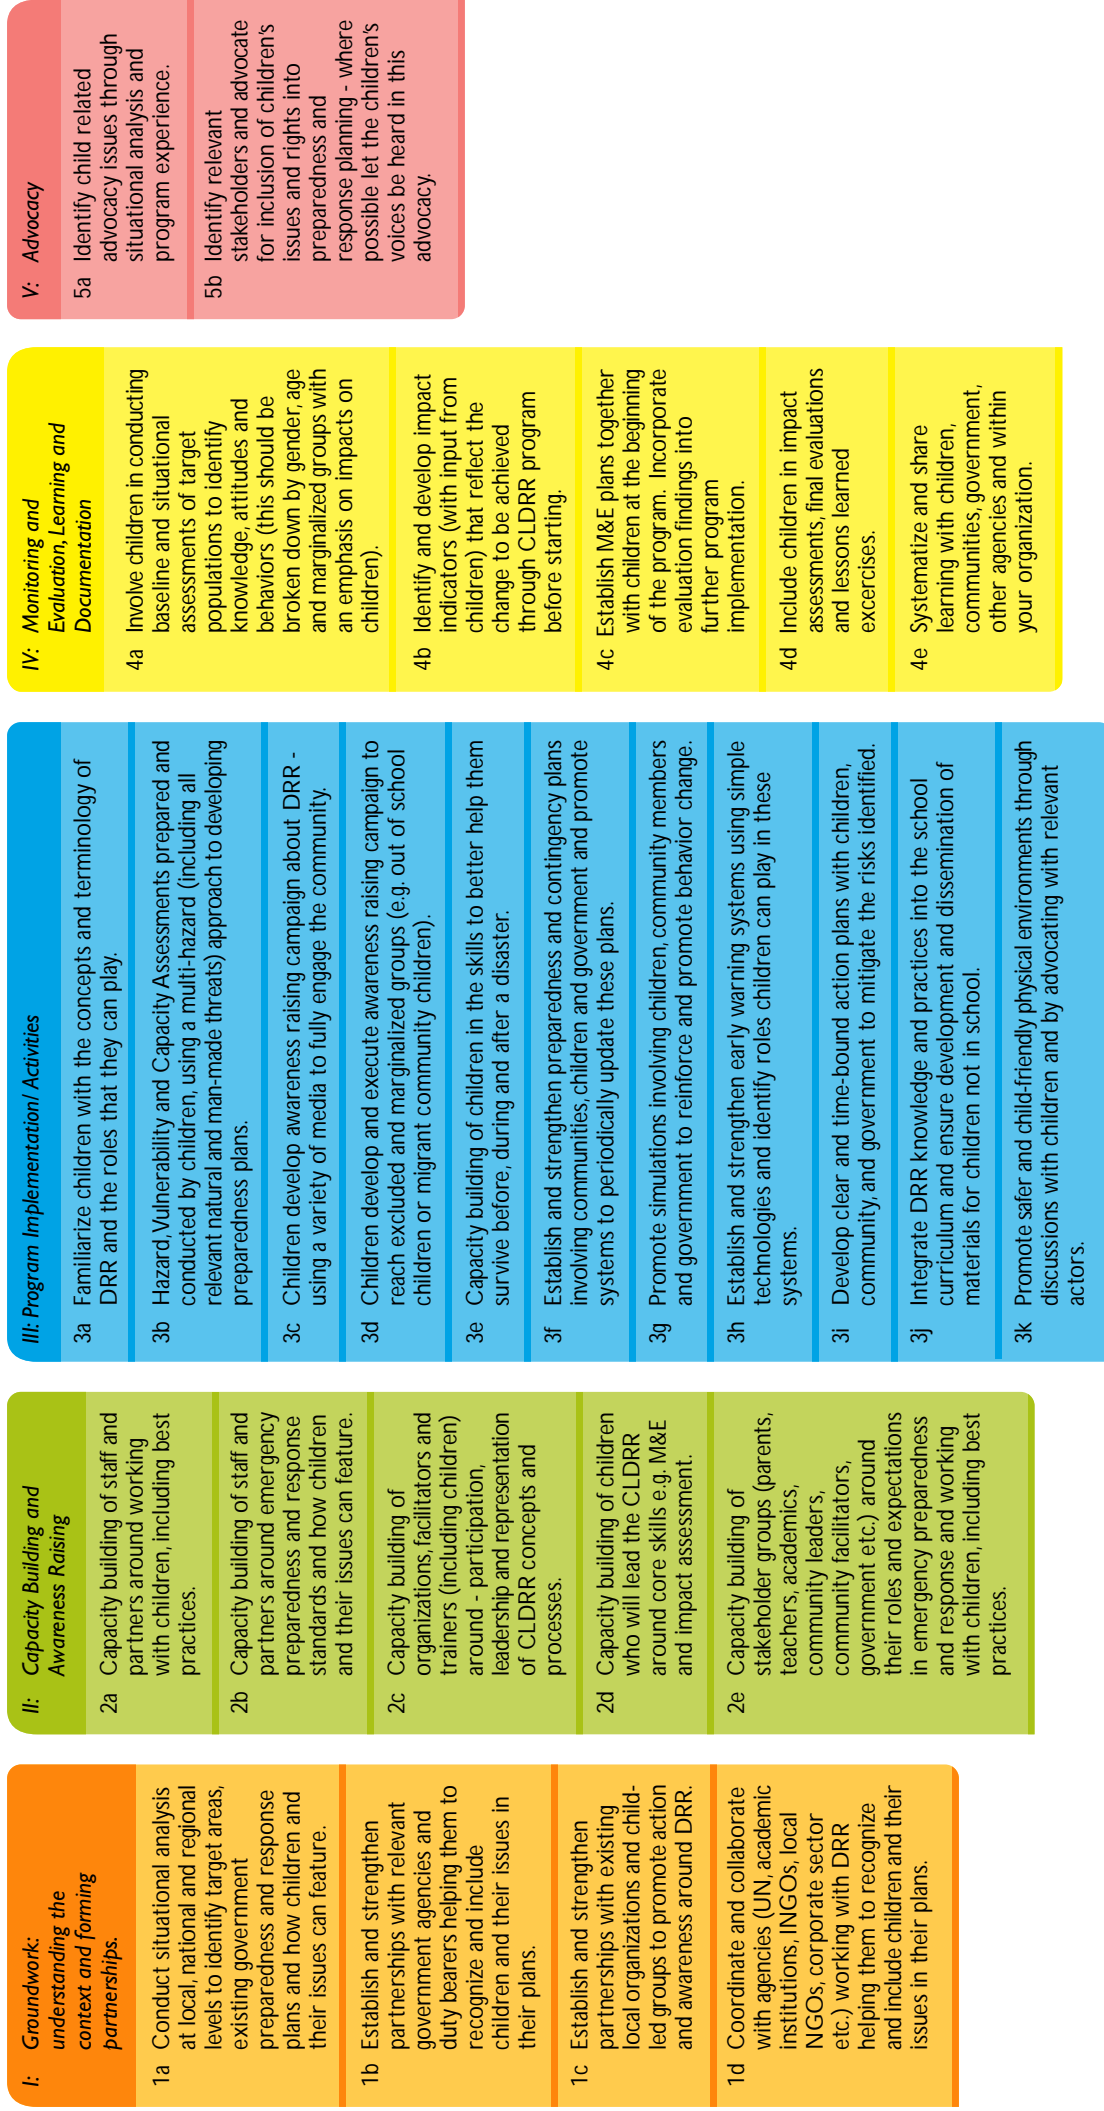 I: Groundwork:
understanding the
context and forming
partnerships.
1a Conduct situational analysis
at local, national and regional
levels to identify target areas,
existing government
preparedness and response
plans and how children and
their issues can feature.
1b Establish and strengthen
partnerships with relevant
government agencies and
duty bearers helping them to
recognize and include
children and their issues in
their plans.
1c Establish and strengthen
partnerships with existing
local organizations and child-
led groups to promote action
and awareness around DRR.
1d Coordinate and collaborate
with agencies (UN, academic
institutions, INGOs, local
NGOs, corporate sector
etc.) working with DRR
helping them to recognize
and include children and their
issues in their plans.
II: Capacity Building and
Awareness Raising
2a Capacity building of staff and
partners around working
with children, including best
practices.
2b Capacity building of staff and
partners around emergency
preparedness and response
standards and how children
and their issues can feature.
2c Capacity building of
organizations, facilitators and
trainers (including children)
around - participation,
leadership and representation
of CLDRR concepts and
processes.
2d Capacity building of children
who will lead the CLDRR
around core skills e.g. M&E
and impact assessment.
2e Capacity building of
stakeholder groups (parents,
teachers, academics,
community leaders,
community facilitators,
government etc.) around
their roles and expectations
in emergency preparedness
and response and working
with children, including best
practices.
III: Program Implementation/ Activities
3a Familiarize children with the concepts and terminology of
DRR and the roles that they can play.
3b Hazard, Vulnerability and Capacity Assessments prepared and
conducted by children, using a multi-hazard (including all
relevant natural and man-made threats) approach to developing
preparedness plans.
3c Children develop awareness raising campaign about DRR -
using a variety of media to fully engage the community.
3d Children develop and execute awareness raising campaign to
reach excluded and marginalized groups (e.g. out of school
children or migrant community children).
3e Capacity building of children in the skills to better help them
survive before, during and after a disaster.
3f Establish and strengthen preparedness and contingency plans
involving communities, children and government and promote
systems to periodically update these plans.
3g Promote simulations involving children, community members
and government to reinforce and promote behavior change.
3h Establish and strengthen early warning systems using simple
technologies and identify roles children can play in these
systems.
3i Develop clear and time-bound action plans with children,
community, and government to mitigate the risks identified.
3j Integrate DRR knowledge and practices into the school
curriculum and ensure development and dissemination of
materials for children not in school.
3k Promote safer and child-friendly physical environments through
discussions with children and by advocating with relevant
actors.
IV: Monitoring and
Evaluation, Learning and
Documentation
4a Involve children in conducting
baseline and situational
assessments of target
populations to identify
knowledge, attitudes and
behaviors (this should be
broken down by gender, age
and marginalized groups with
an emphasis on impacts on
children).
4b Identify and develop impact
indicators (with input from
children) that reflect the
change to be achieved
through CLDRR program
before starting.
4c Establish M&E plans together
with children at the beginning
of the program. Incorporate
evaluation findings into
further program
implementation.
4d Include children in impact
assessments, final evaluations
and lessons learned
excercises.
4e Systematize and share
learning with children,
communities, government,
other agencies and within
your organization.
V: Advocacy
5a Identify child related
advocacy issues through
situational analysis and
program experience.
5b Identify relevant
stakeholders and advocate
for inclusion of children's
issues and rights into
preparedness and
response planning - where
possible let the children's
voices be heard in this
advocacy.